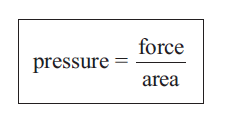 pressure = force / area